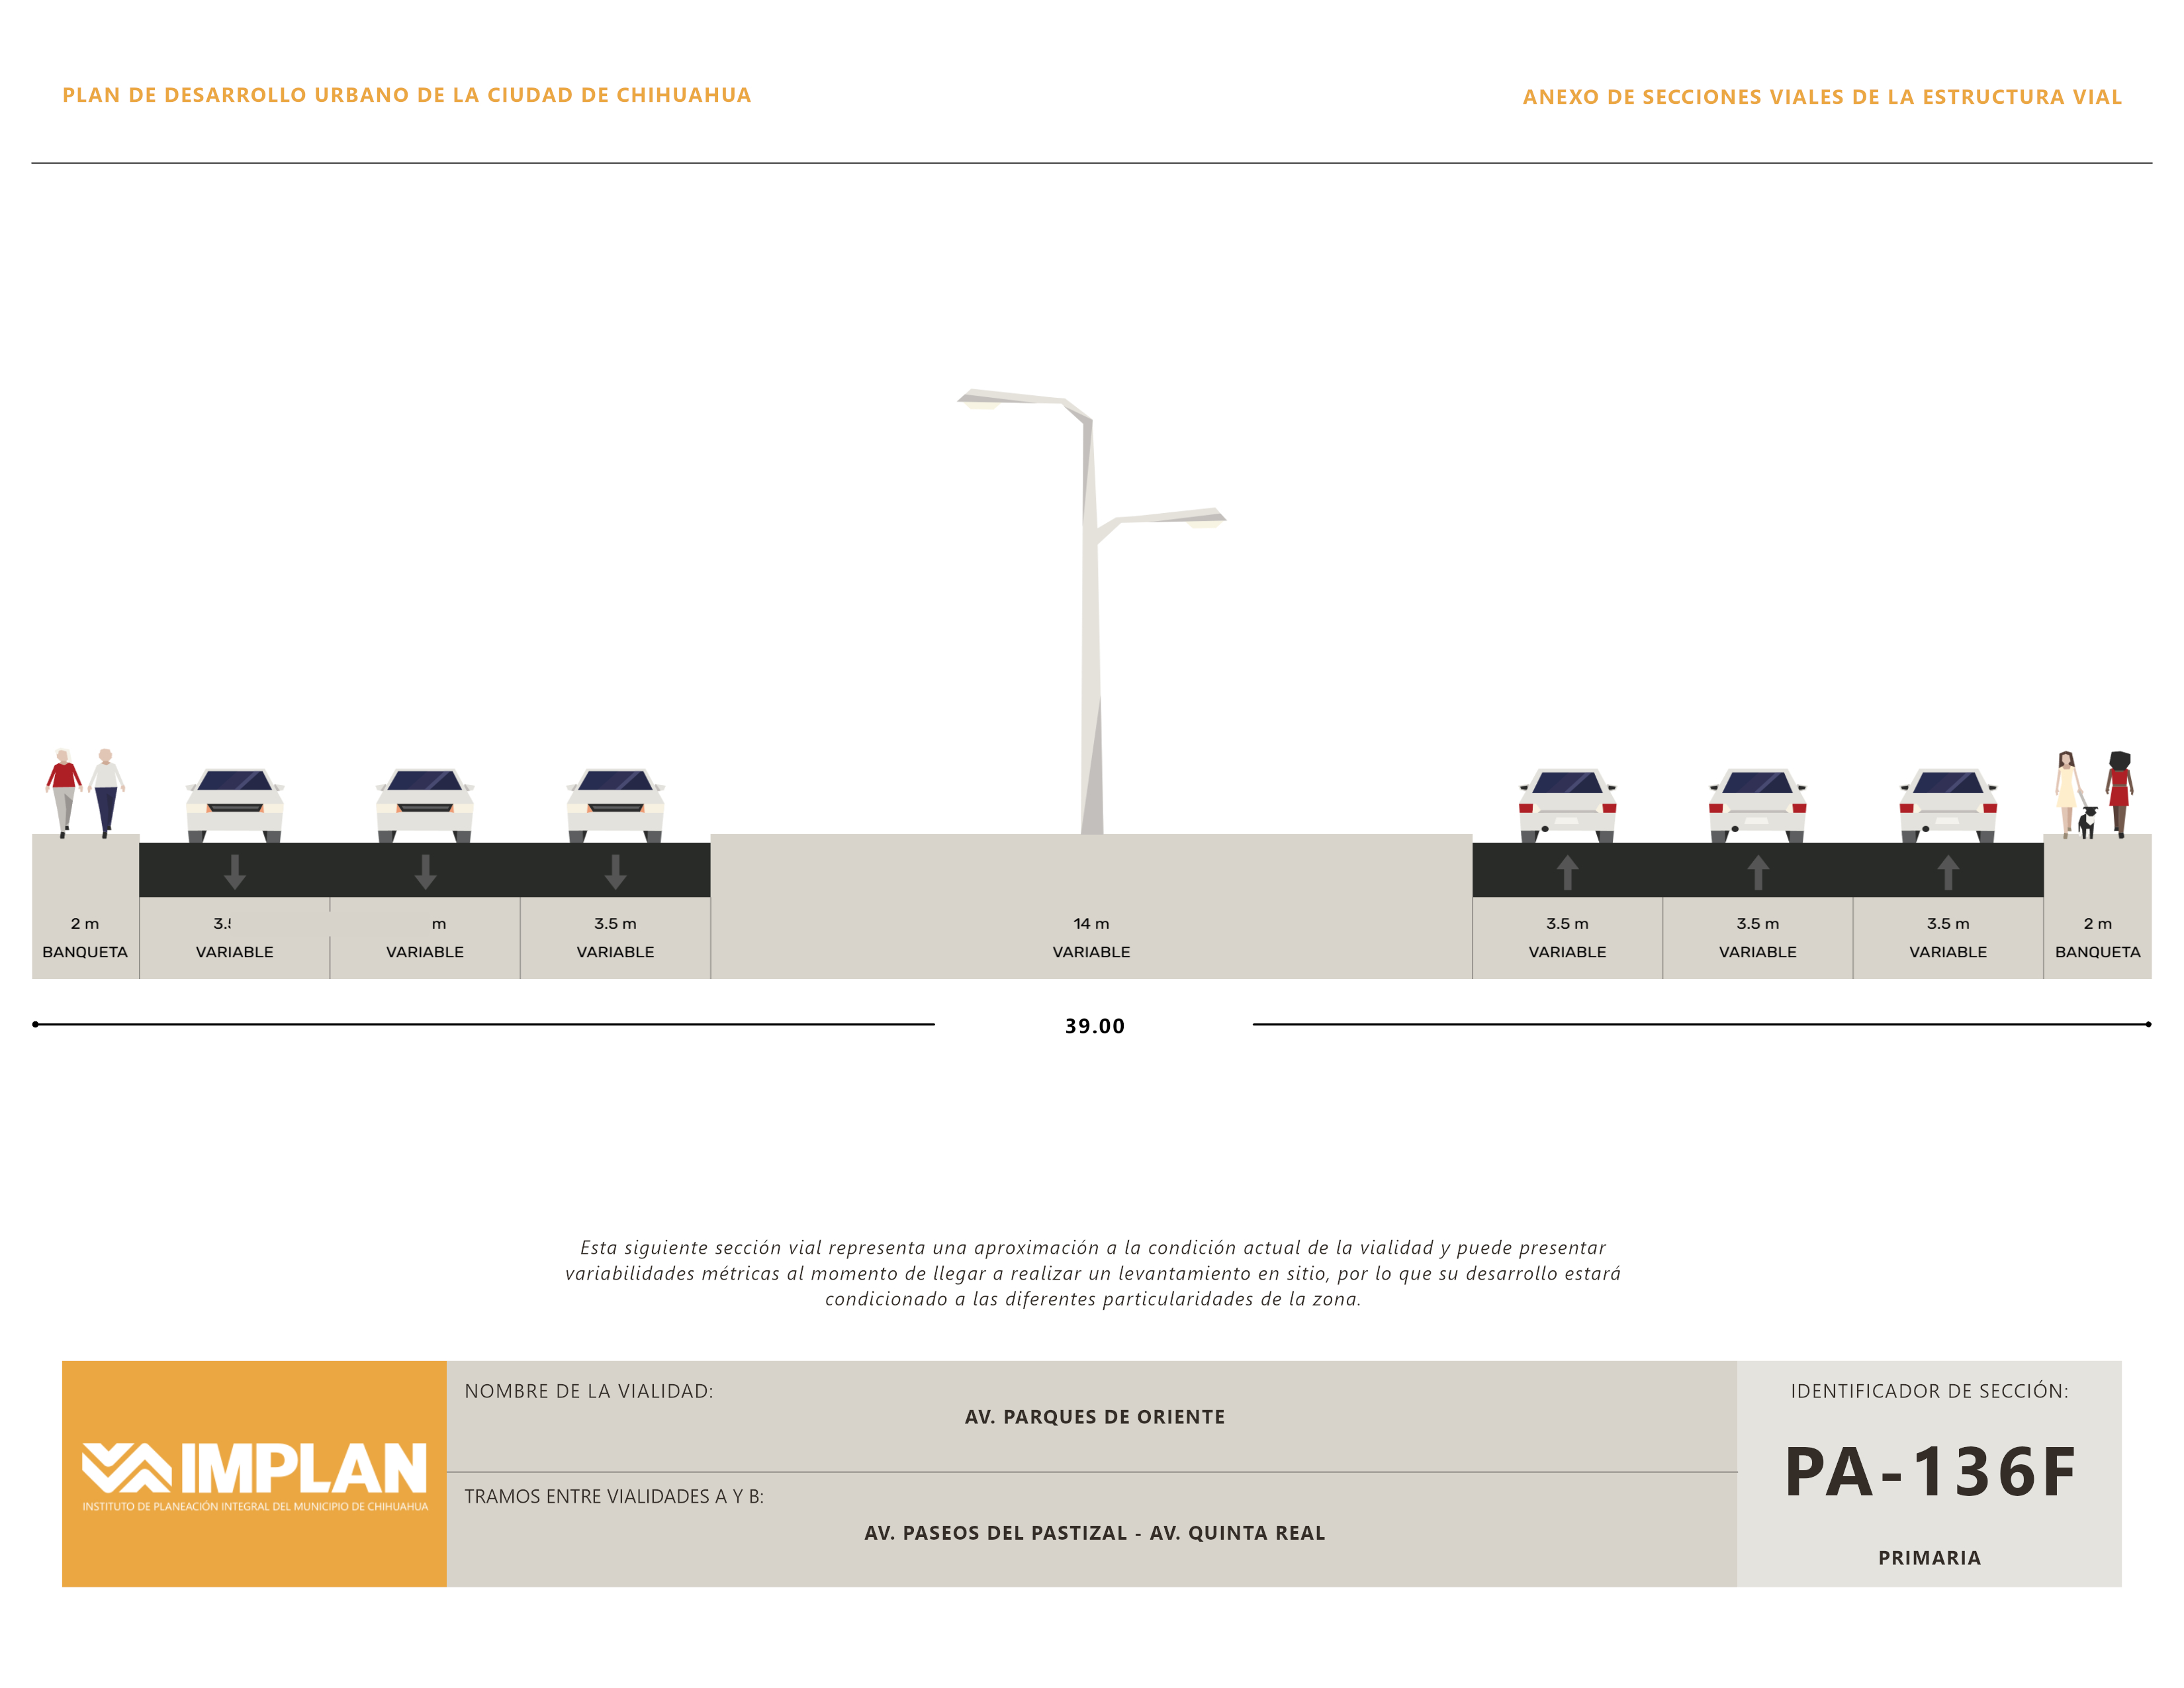 PLAN DE DESARROLLO URBANO DE LA CIUDAD DE CHIHUAHUA
ANEXO DE SECCIONES VIALES DE LA ESTRUCTURA VIAL
2 m
m
3.5 m
14 m
3.5 m
3.5 m
3.5 m
2 m
BANQUETA
VARIABLE
VARIABLE
VARIABLE
VARIABLE
VARIABLE
VARIABLE
VARIABLE
BANQUETA
39.00
Esta siguiente sección vial representa una aproximación a la condición actual de la vialidad y puede presentar
variabilidades métricas al momento de llegar a realizar un levantamiento en sitio, por lo que su desarrollo estará
condicionado a las diferentes particularidades de la zona.
IMPLAN
INSTITUTO DE PLANEACIÓN INTEGRAL DEL MUNICIPIO DE CHIHUAHUA
NOMBRE DE LA VIALIDAD:
AV. PARQUES DE ORIENTE
TRAMOS ENTRE VIALIDADES A Y B:
AV. PASEOS DEL PASTIZAL - AV. QUINTA REAL
IDENTIFICADOR DE SECCIÓN:
PA-136F
PRIMARIA